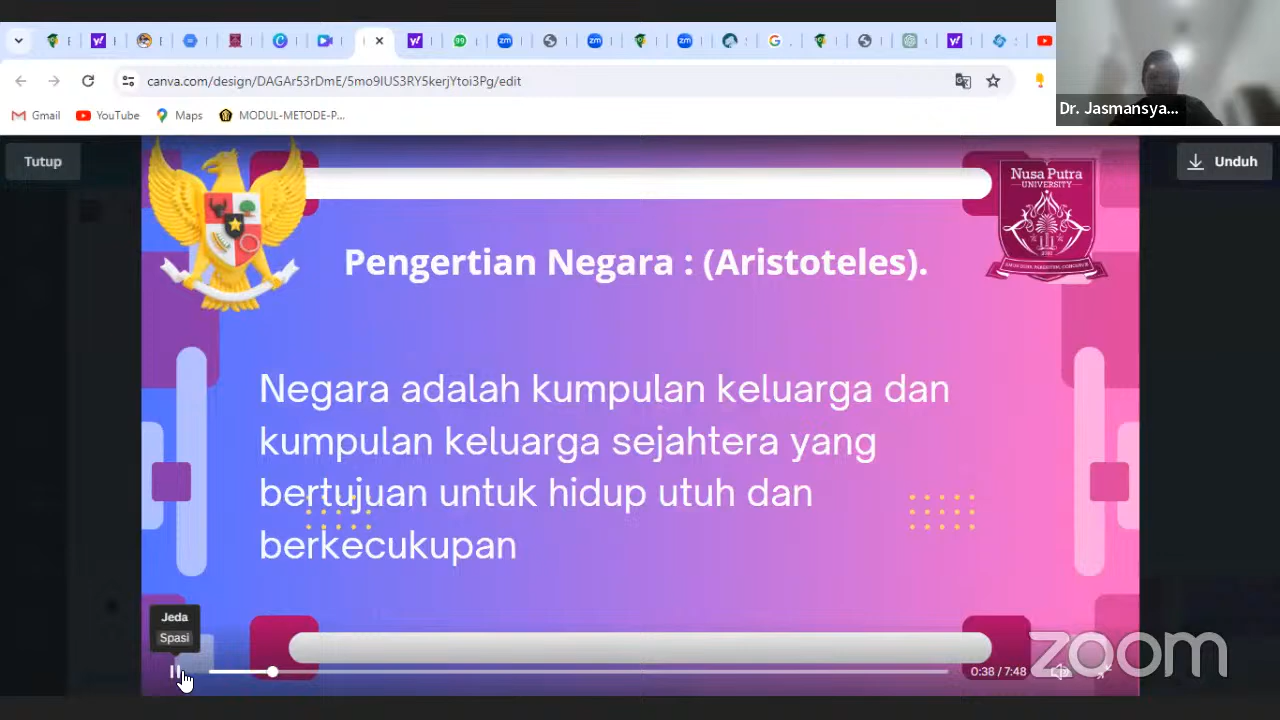 canva.com/design/DAGAr53rDmE/5mo9IUS3RY5kerjYtoi3Pg/edit
Gmail YouTube Maps MODUL-METODE-P...
Dr. Jasmansya...
Tutup
Unduh
Nusa Putra
UNIVERSITY
Pengertian Negara : (Aristoteles).
Negara adalah kumpulan keluarga dan
kumpulan keluarga sejahtera yang
bertujuan untuk hidup utuh dan
berkecukupan
Jeda
Spasi
0:38 / 7:48
zoom